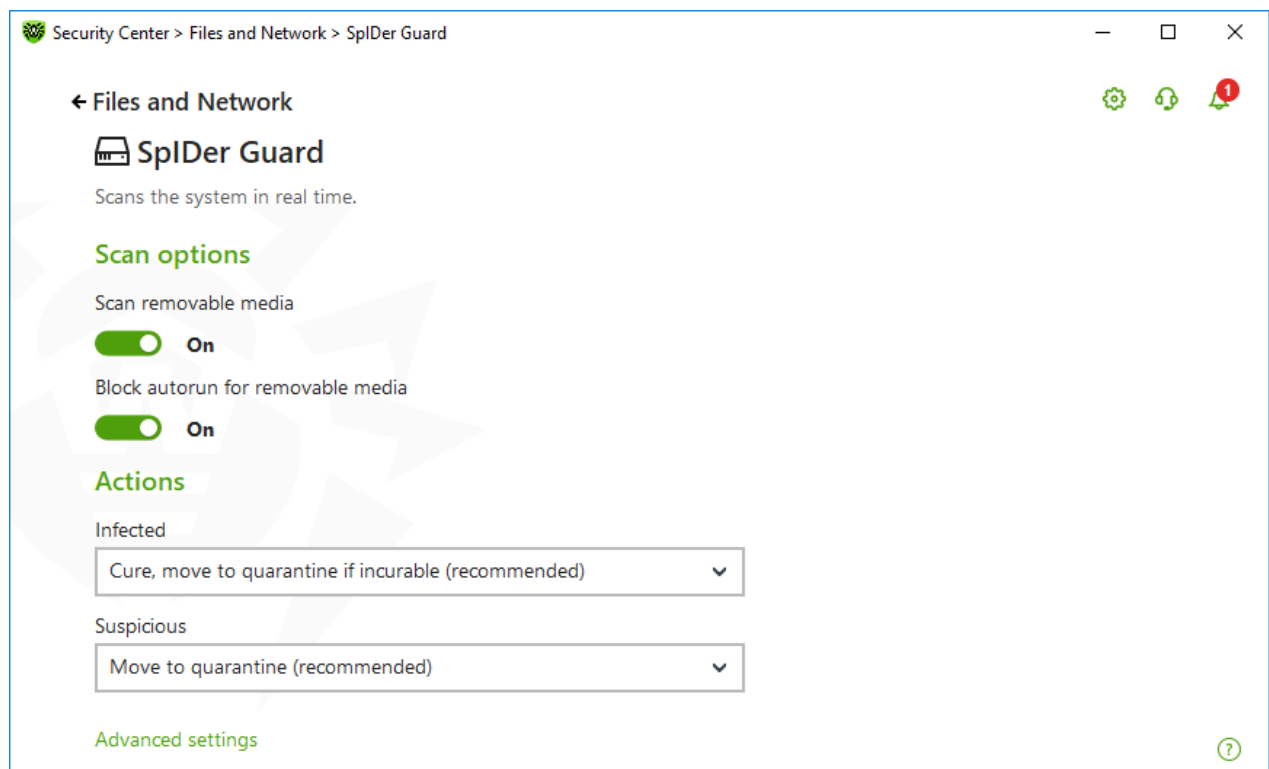 Security Center > Files and Network > SpIDer Guard
Files and Network
1
SpIDer Guard
Scans the system in real time.
Scan options
Scan removable media
On
Block autorun for removable media
On
Actions
Infected
Cure, move to quarantine if incurable (recommended)
Suspicious
Move to quarantine (recommended)
Advanced settings
?